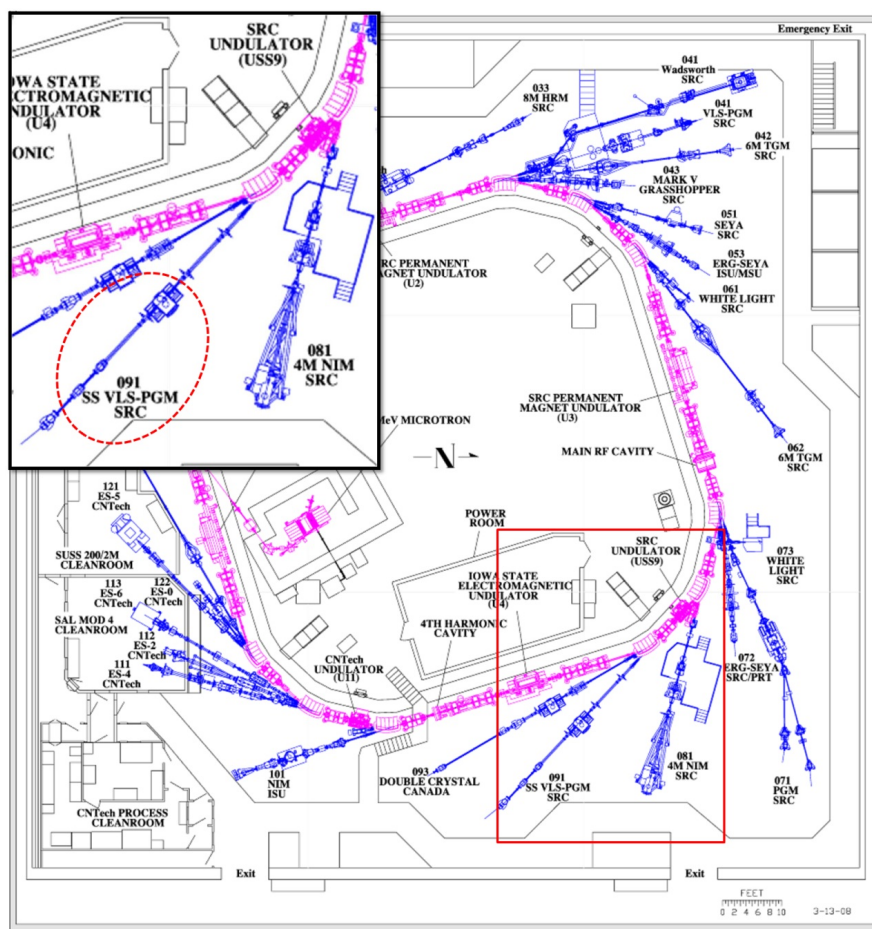 SRC
UNDULATOR
(USS9)
IOWA STATE
ELECTROMAGNETIC
UNDULATOR
(U4)
ONIC
081
4M NIM
SRC
091
SS VLS-PGM
SRC
Emergency Exit
033
8M HRM
SRC
041
Wadsworth
SRC
041
VLS-PGM
SRC
042
6M TGM
SRC
043
MARK V
GRASSHOPPER
SRC
051
SEYA
SRC
053
ERG-SEYA
ISU/MSU
061
WHITE LIGHT
SRC
RC PERMANENT
MAGNET UNDULATOR
(U2)
SRC PERMANENT
MAGNET UNDULATOR
(U3)
MAIN RF CAVITY
062
6M TGM
SRC
MeV MICROTRON
N
POWER
ROOM
SRC
UNDULATOR
(USS9)
IOWA STATE
ELECTROMAGNETIC
UNDULATOR
(U4)
4TH HARMONIC
CAVITY
CNTech
UNDULATOR
(U11)
073
WHITE
LIGHT
SRC
072
ERG-SEYA
SRC/PRT
071
PGM
SRC
081
4M NIM
SRC
091
SS VLS-PGM
SRC
093
DOUBLE CRYSTAL
CANADA
101
NIM
ISU
121
ES-5
CNTech
SUSS 200/2M
CLEANROOM
113
ES-6
CNTech
122
ES-0
CNTech
SAL MOD 4
CLEANROOM
112
ES-2
CNTech
111
ES-4
CNTech
CNTech PROCESS
CLEANROOM
Exit
Exit
FEET
0 2 4 6 8 10
3-13-08